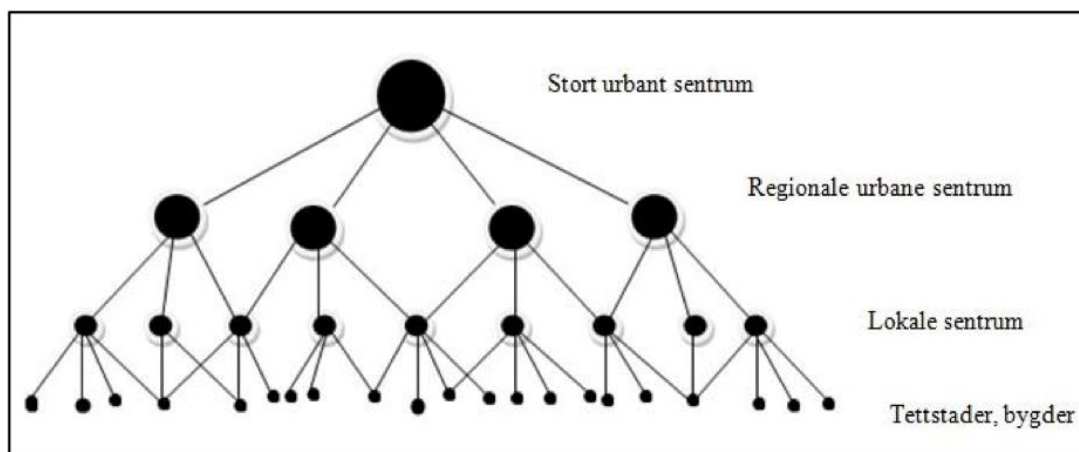 Stort urbant sentrum
Regionale urbane sentrum
Lokale sentrum
Tettstader, bygder